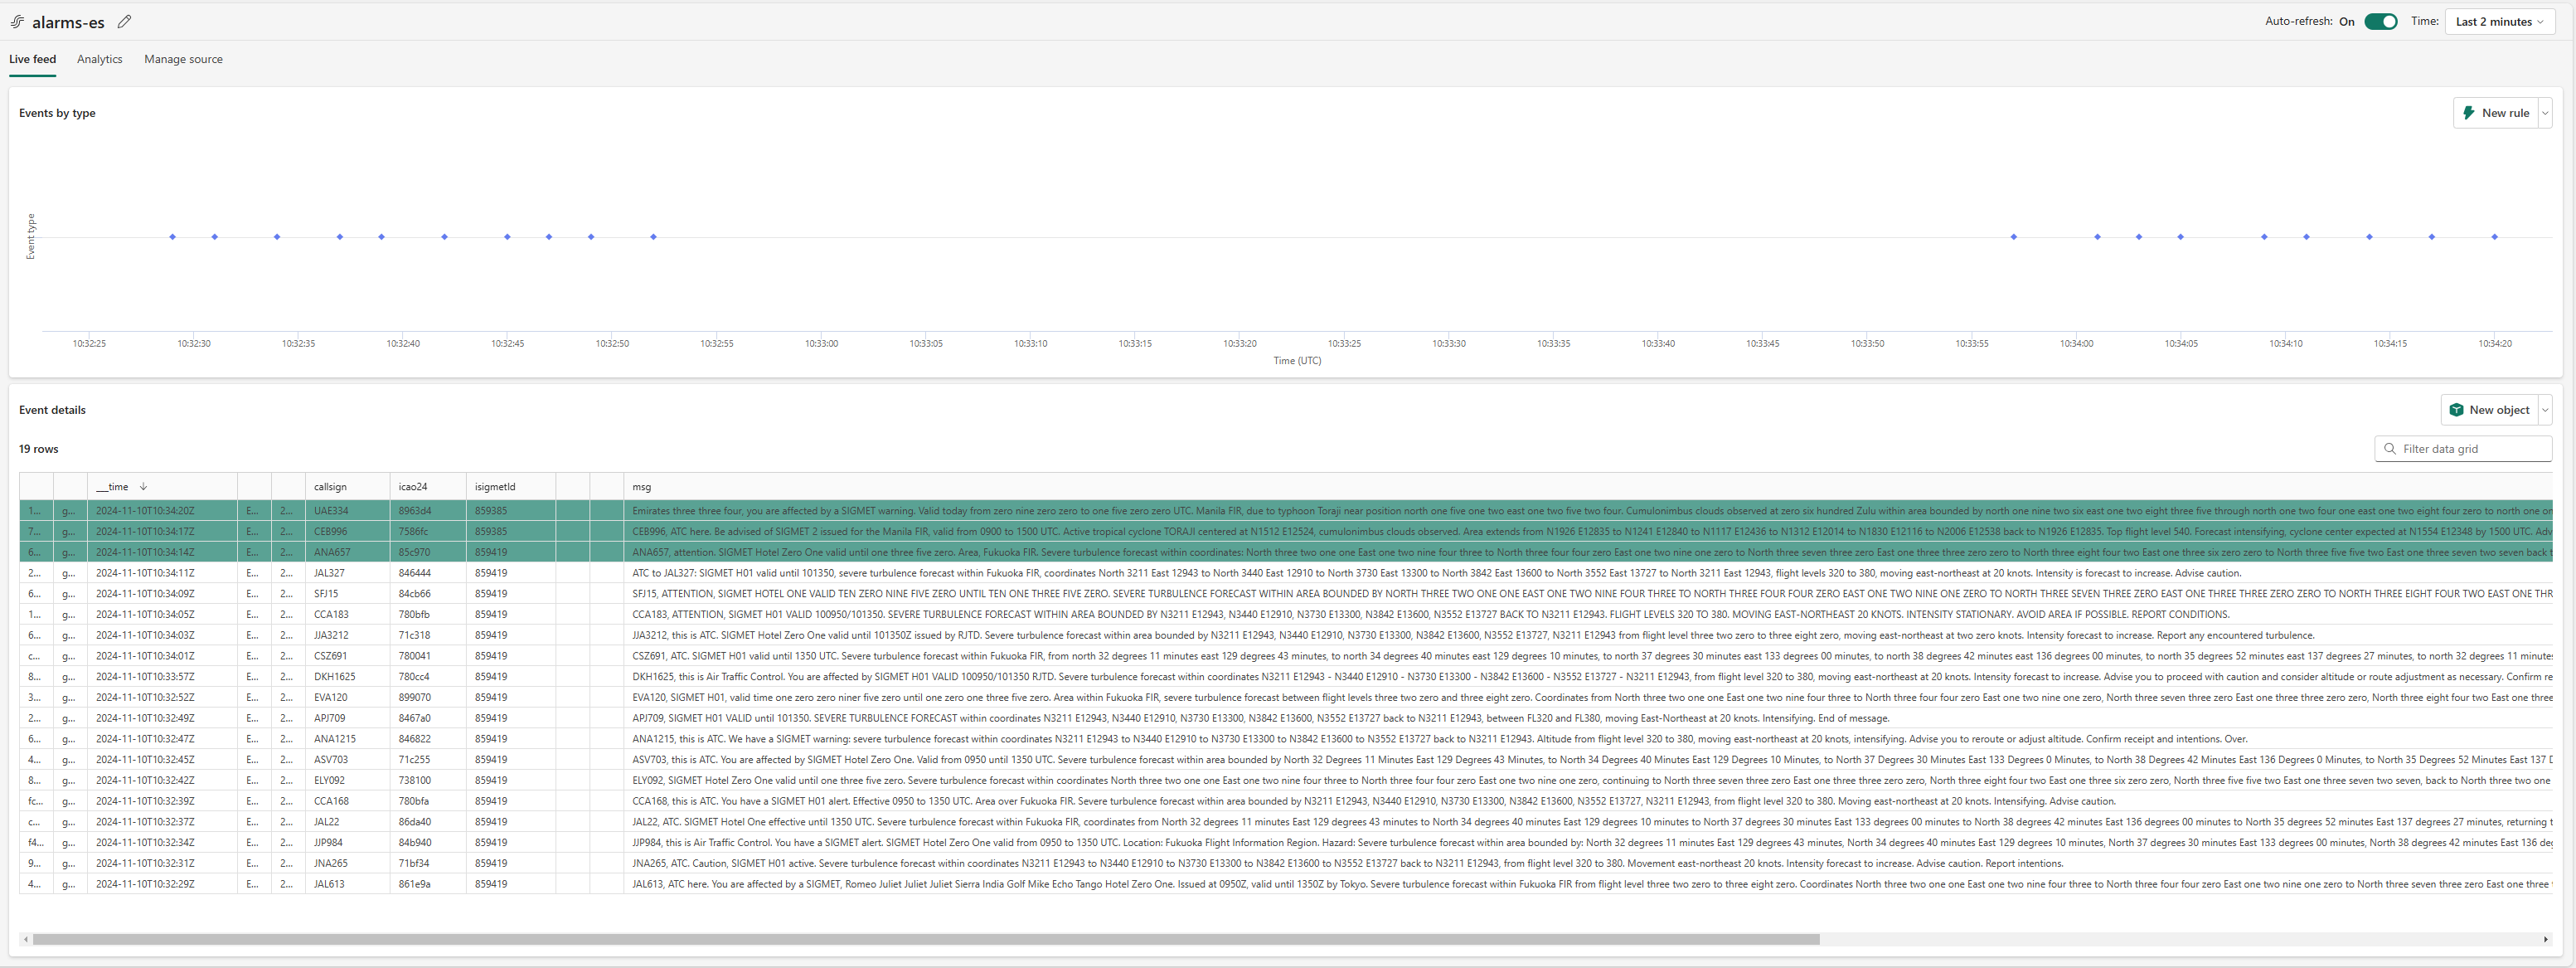 alarms-es
Auto-refresh: On Time: Last 2 minutes
Live feed Analytics Manage source
Events by type
New rule
Event type
10:32:25 10:32:30 10:32:35 10:32:40 10:32:45 10:32:50 10:32:55 10:33:00 10:33:05 10:33:10 10:33:15 10:33:20 10:33:25 10:33:30 10:33:35 10:33:40 10:33:45 10:33:50 10:33:55 10:34:00 10:34:05 10:34:10 10:34:15 10:34:20
Time (UTC)
Event details
New object
19 rows
Filter data grid
__time callsign icao24 isigmetId msg
1... g... 2024-11-10T10:34:20Z E... 2... UAE334 8963d4 859385 Emirates three three four, you are affected by a SIGMET warning. Valid today from zero nine zero zero to one five zero zero UTC. Manila FIR, due to typhoon Toraji near position north one five one two east one two five two four. Cumulonimbus clouds observed at zero six hundred Zulu within area bounded by north one nine two six east one two eight three five through north one two four one east one two eight four zero to north one on
7... g... 2024-11-10T10:34:17Z E... 2... CEB996 7586fc 859385 CEB996, ATC here. Be advised of SIGMET 2 issued for the Manila FIR, valid from 0900 to 1500 UTC. Active tropical cyclone TORAJI centered at N1512 E12524, cumulonimbus clouds observed. Area extends from N1926 E12835 to N1241 E12840 to N1117 E12436 to N1312 E12014 to N1830 E12116 to N2006 E12538 back to N1926 E12835. Top flight level 540. Forecast intensifying, cyclone center expected at N1554 E12348 by 1500 UTC. Adv
6... g... 2024-11-10T10:34:14Z E... 2... ANA657 85c970 859419 ANA657, attention. SIGMET Hotel Zero One valid until one three five zero. Area, Fukuoka FIR. Severe turbulence forecast within coordinates: North three two one one East one two nine four three to North three four four zero East one two nine one zero to North three seven three zero East one three three zero zero to North three eight four two East one three six zero zero to North three five five two East one three seven two seven back t
2... g... 2024-11-10T10:34:11Z E... 2... JAL327 846444 859419 ATC to JAL327: SIGMET H01 valid until 101350, severe turbulence forecast within Fukuoka FIR, coordinates North 3211 East 12943 to North 3440 East 12910 to North 3730 East 13300 to North 3842 East 13600 to North 3552 East 13727 to North 3211 East 12943, flight levels 320 to 380, moving east-northeast at 20 knots. Intensity is forecast to increase. Advise caution.
6... g... 2024-11-10T10:34:09Z E... 2... SFJ15 84cb66 859419 SFJ15, ATTENTION, SIGMET HOTEL ONE VALID TEN ZERO NINE FIVE ZERO UNTIL TEN ONE THREE FIVE ZERO. SEVERE TURBULENCE FORECAST WITHIN AREA BOUNDED BY NORTH THREE TWO ONE ONE EAST ONE TWO NINE FOUR THREE TO NORTH THREE FOUR FOUR ZERO EAST ONE TWO NINE ONE ZERO TO NORTH THREE SEVEN THREE ZERO EAST ONE THREE THREE ZERO ZERO TO NORTH THREE EIGHT FOUR TWO EAST ONE THR
1... g... 2024-11-10T10:34:05Z E... 2... CCA183 780bfb 859419 CCA183, ATTENTION, SIGMET H01 VALID 100950/101350. SEVERE TURBULENCE FORECAST WITHIN AREA BOUNDED BY N3211 E12943, N3440 E12910, N3730 E13300, N3842 E13600, N3552 E13727 BACK TO N3211 E12943. FLIGHT LEVELS 320 TO 380. MOVING EAST-NORTHEAST 20 KNOTS. INTENSITY STATIONARY. AVOID AREA IF POSSIBLE. REPORT CONDITIONS.
6... g... 2024-11-10T10:34:03Z E... 2... JJA3212 71c318 859419 JJA3212, this is ATC. SIGMET Hotel Zero One valid until 101350Z issued by RJTD. Severe turbulence forecast within area bounded by N3211 E12943, N3440 E12910, N3730 E13300, N3842 E13600, N3552 E13727, N3211 E12943 from flight level three two zero to three eight zero, moving east-northeast at two zero knots. Intensity forecast to increase. Report any encountered turbulence.
c... g... 2024-11-10T10:34:01Z E... 2... CSZ691 780041 859419 CSZ691, ATC. SIGMET H01 valid until 1350 UTC. Severe turbulence forecast within Fukuoka FIR, from north 32 degrees 11 minutes east 129 degrees 43 minutes, to north 34 degrees 40 minutes east 129 degrees 10 minutes, to north 37 degrees 30 minutes east 133 degrees 00 minutes, to north 38 degrees 42 minutes east 136 degrees 00 minutes, to north 35 degrees 52 minutes east 137 degrees 27 minutes, to north 32 degrees 11 minutes
8... g... 2024-11-10T10:33:57Z E... 2... DKH1625 780cc4 859419 DKH1625, this is Air Traffic Control. You are affected by SIGMET H01 VALID 100950/101350 RJTD. Severe turbulence forecast within coordinates N3211 E12943 - N3440 E12910 - N3730 E13300 - N3842 E13600 - N3552 E13727 - N3211 E12943, from flight level 320 to 380, moving east-northeast at 20 knots. Intensity forecast to increase. Advise you to proceed with caution and consider altitude or route adjustment as necessary. Confirm re
3... g... 2024-11-10T10:32:52Z E... 2... EVA120 899070 859419 EVA120, SIGMET H01, valid time one zero zero niner five zero until one zero one three five zero. Area within Fukuoka FIR, severe turbulence forecast between flight levels three two zero and three eight zero. Coordinates from North three two one one East one two nine four three to North three four four zero East one two nine one zero, North three seven three zero East one three three zero zero, North three eight four two East one three
2... g... 2024-11-10T10:32:49Z E... 2... APJ709 8467a0 859419 APJ709, SIGMET H01 VALID until 101350. SEVERE TURBULENCE FORECAST within coordinates N3211 E12943, N3440 E12910, N3730 E13300, N3842 E13600, N3552 E13727 back to N3211 E12943, between FL320 and FL380, moving East-Northeast at 20 knots. Intensifying. End of message.
6... g... 2024-11-10T10:32:47Z E... 2... ANA1215 846822 859419 ANA1215, this is ATC. We have a SIGMET warning: severe turbulence forecast within coordinates N3211 E12943 to N3440 E12910 to N3730 E13300 to N3842 E13600 to N3552 E13727 back to N3211 E12943. Altitude from flight level 320 to 380, moving east-northeast at 20 knots, intensifying. Advise you to reroute or adjust altitude. Confirm receipt and intentions. Over.
4... g... 2024-11-10T10:32:45Z E... 2... ASV703 71c255 859419 ASV703, this is ATC. You are affected by SIGMET Hotel Zero One. Valid from 0950 until 1350 UTC. Severe turbulence forecast within area bounded by North 32 Degrees 11 Minutes East 129 Degrees 43 Minutes, to North 34 Degrees 40 Minutes East 129 Degrees 10 Minutes, to North 37 Degrees 30 Minutes East 133 Degrees 0 Minutes, to North 38 Degrees 42 Minutes East 136 Degrees 0 Minutes, to North 35 Degrees 52 Minutes East 137 D
8... g... 2024-11-10T10:32:42Z E... 2... ELY092 738100 859419 ELY092, SIGMET Hotel Zero One valid until one three five zero. Severe turbulence forecast within coordinates North three two one one East one two nine four three to North three four four zero East one two nine one zero, continuing to North three seven three zero East one three three zero zero, North three eight four two East one three six zero zero, North three five five two East one three seven two seven, back to North three two one
fc... g... 2024-11-10T10:32:39Z E... 2... CCA168 780bfa 859419 CCA168, this is ATC. You have a SIGMET H01 alert. Effective 0950 to 1350 UTC. Area over Fukuoka FIR. Severe turbulence forecast within area bounded by N3211 E12943, N3440 E12910, N3730 E13300, N3842 E13600, N3552 E13727, N3211 E12943, from flight level 320 to 380. Moving east-northeast at 20 knots. Intensifying. Advise caution.
c... g... 2024-11-10T10:32:37Z E... 2... JAL22 86da40 859419 JAL22, ATC. SIGMET Hotel One effective until 1350 UTC. Severe turbulence forecast within Fukuoka FIR, coordinates from North 32 degrees 11 minutes East 129 degrees 43 minutes to North 34 degrees 40 minutes East 129 degrees 10 minutes to North 37 degrees 30 minutes East 133 degrees 00 minutes to North 38 degrees 42 minutes East 136 degrees 00 minutes to North 35 degrees 52 minutes East 137 degrees 27 minutes, returning t
f4... g... 2024-11-10T10:32:34Z E... 2... JJP984 84b940 859419 JJP984, this is Air Traffic Control. You have a SIGMET alert. SIGMET Hotel Zero One valid from 0950 to 1350 UTC. Location: Fukuoka Flight Information Region. Hazard: Severe turbulence forecast within area bounded by: North 32 degrees 11 minutes East 129 degrees 43 minutes, North 34 degrees 40 minutes East 129 degrees 10 minutes, North 37 degrees 30 minutes East 133 degrees 00 minutes, North 38 degrees 42 minutes East 136 deg
9... g... 2024-11-10T10:32:31Z E... 2... JNA265 71bf34 859419 JNA265, ATC. Caution, SIGMET H01 active. Severe turbulence forecast within coordinates N3211 E12943 to N3440 E12910 to N3730 E13300 to N3842 E13600 to N3552 E13727 back to N3211 E12943, from flight level 320 to 380. Movement east-northeast 20 knots. Intensity forecast to increase. Advise caution. Report intentions.
4... g... 2024-11-10T10:32:29Z E... 2... JAL613 861e9a 859419 JAL613, ATC here. You are affected by a SIGMET, Romeo Juliet Juliet Juliet Sierra India Golf Mike Echo Tango Hotel Zero One. Issued at 0950Z, valid until 1350Z by Tokyo. Severe turbulence forecast within Fukuoka FIR from flight level three two zero to three eight zero. Coordinates North three two one one East one two nine four three to North three four four zero East one two nine one zero to North three seven three zero East one three